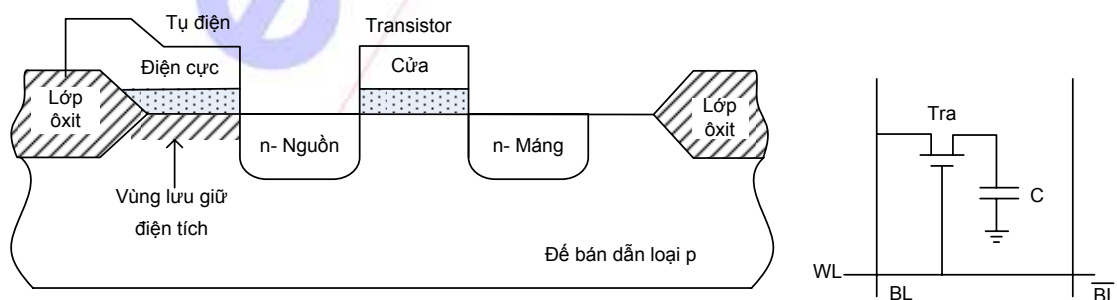 Tụ điện
Transistor
Điện cực
Cửa
Lớp
ôxit
n- Nguồn
n- Máng
Lớp
ôxit
Vùng lưu giữ
điện tích
Đế bán dẫn loại p
Tra
C
WL
BL
BL